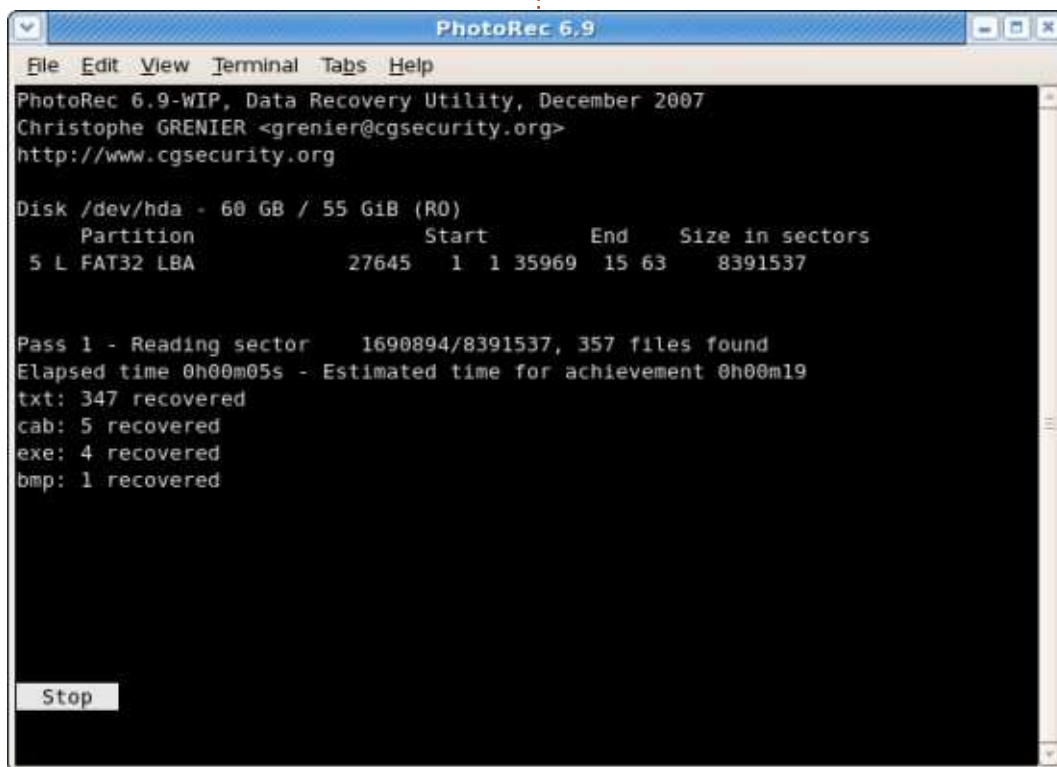 PhotoRec 6.9
File Edit View Terminal Tabs Help
PhotoRec 6.9-WIP, Data Recovery Utility, December 2007
Christophe GRENIER <grenier@cgsecurity.org>
http://www.cgsecurity.org
Disk /dev/hda - 60 GB / 55 GiB (RO)
Partition Start End Size in sectors
5 L FAT32 LBA 27645 1 1 35969 15 63 8391537
Pass 1 - Reading sector 1690894/8391537, 357 files found
Elapsed time 0h00m05s - Estimated time for achievement 0h00m19
txt: 347 recovered
cab: 5 recovered
exe: 4 recovered
bmp: 1 recovered
Stop